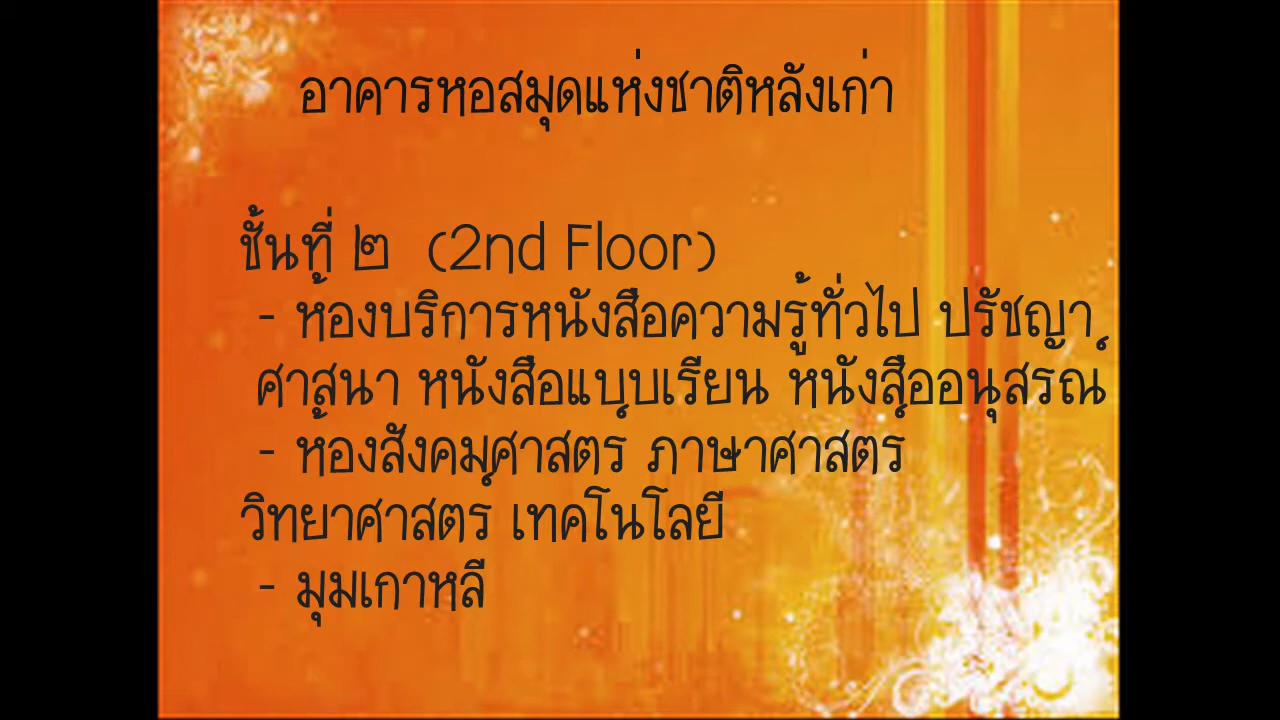 อาคารหอสมุดแห่งชาติหลังเก่า
ชั้นที่ ๒ (2nd Floor)
- ห้องบริการหนังสือความรู้ทั่วไป ปรัชญา
ศาสนา หนังสือแบบเรียน หนังสืออนุสรณ์
- ห้องสังคมศาสตร์ ภาษาศาสตร์
วิทยาศาสตร์ เทคโนโลยี
- มุมเกาหลี